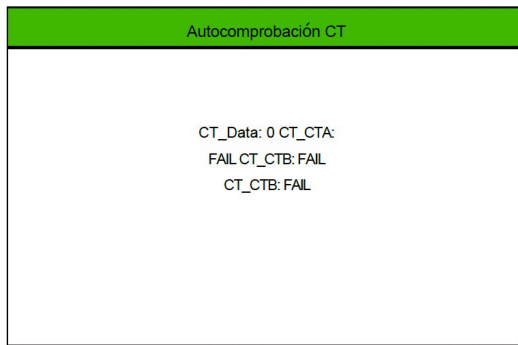 Autocomprobación CT
CT_Data: 0 CT_CTA:
FAIL CT_CTB: FAIL
CT_CTB: FAIL